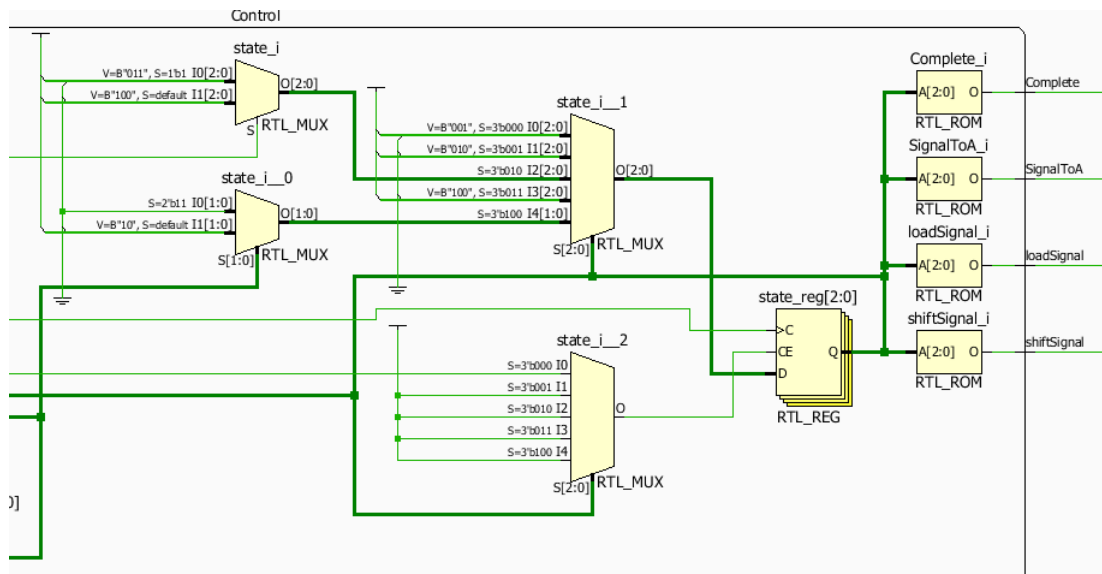 Control
state_i
V=B"011", S=1'b1 I0[2:0]
V=B"100", S=default I1[2:0]
O[2:0]
S
RTL_MUX
state_i__0
S=2'b11 I0[1:0]
V=B"10", S=default I1[1:0]
O[1:0]
S[1:0]
RTL_MUX
state_i__1
V=B"001", S=3'b000 I0[2:0]
V=B"010", S=3'b001 I1[2:0]
S=3'b010 I2[2:0]
V=B"100", S=3'b011 I3[2:0]
S=3'b100 I4[1:0]
O[2:0]
S[2:0]
RTL_MUX
state_i__2
S=3'b000 I0
S=3'b001 I1
S=3'b010 I2
S=3'b011 I3
S=3'b100 I4
O
S[2:0]
RTL_MUX
state_reg[2:0]
C
CE
D
Q
RTL_REG
Complete_i
A[2:0] O
RTL_ROM
Complete
SignalToA_i
A[2:0] O
RTL_ROM
SignalToA
loadSignal_i
A[2:0] O
RTL_ROM
loadSignal
shiftSignal_i
A[2:0] O
RTL_ROM
shiftSignal
0]